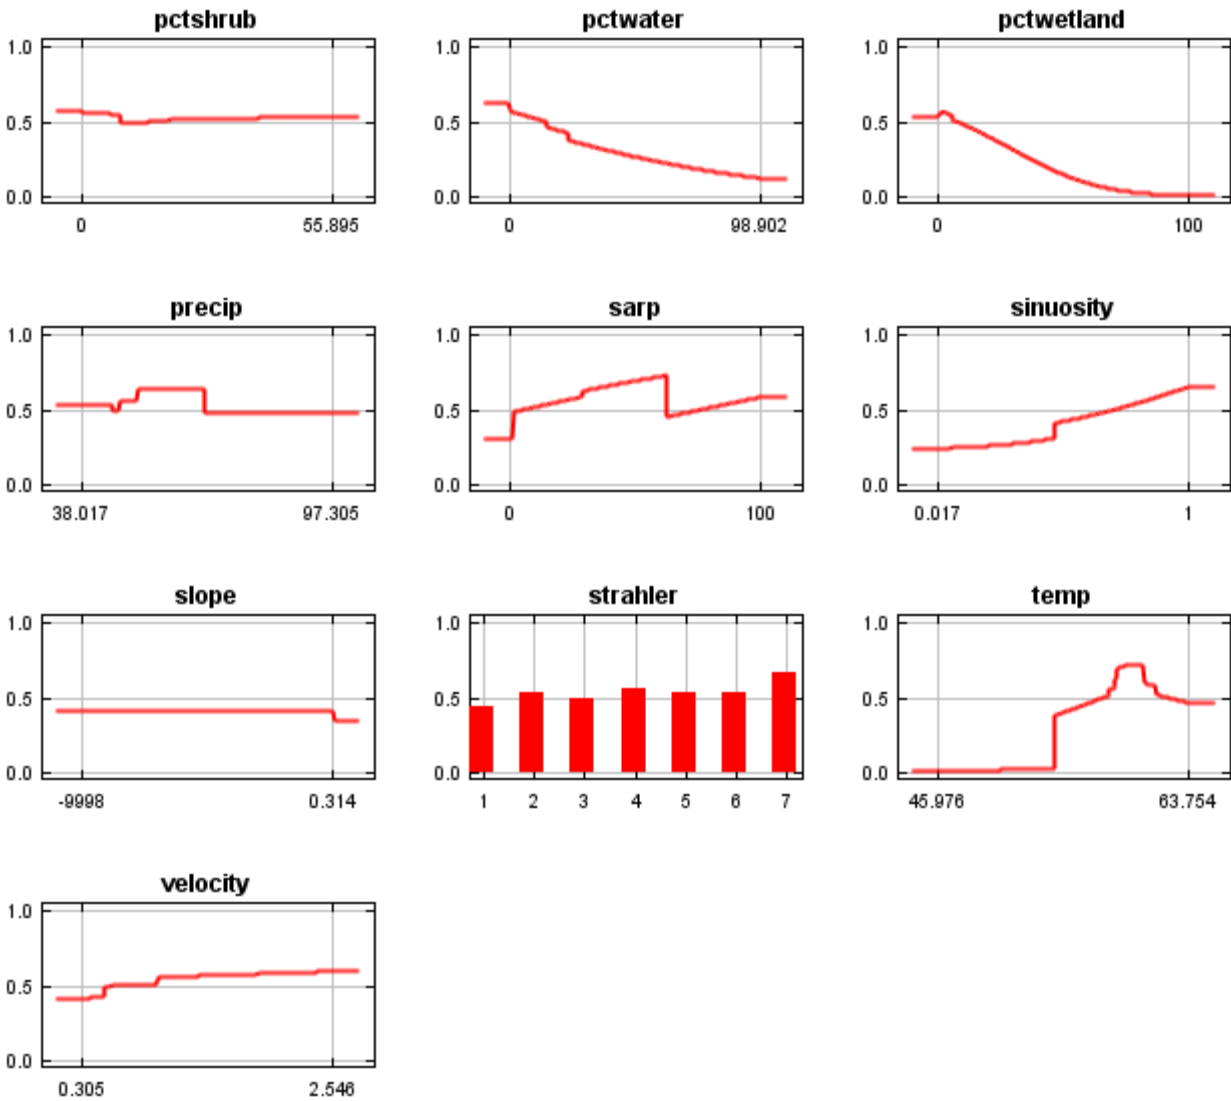 pctshrub pctwater pctwetland
1.0 1.0 1.0
0.5 0.5 0.5
0.0 0.0 0.0
0 55.895 0 98.902 0 100
precip sarp sinuosity
1.0 1.0 1.0
0.5 0.5 0.5
0.0 0.0 0.0
38.017 97.305 0 100 0.017 1
slope strahler temp
1.0 1.0 1.0
0.5 0.5 0.5
0.0 0.0 0.0
-9998 0.314 1 2 3 4 5 6 7 45.976 63.754
velocity
1.0
0.5
0.0
0.305 2.546